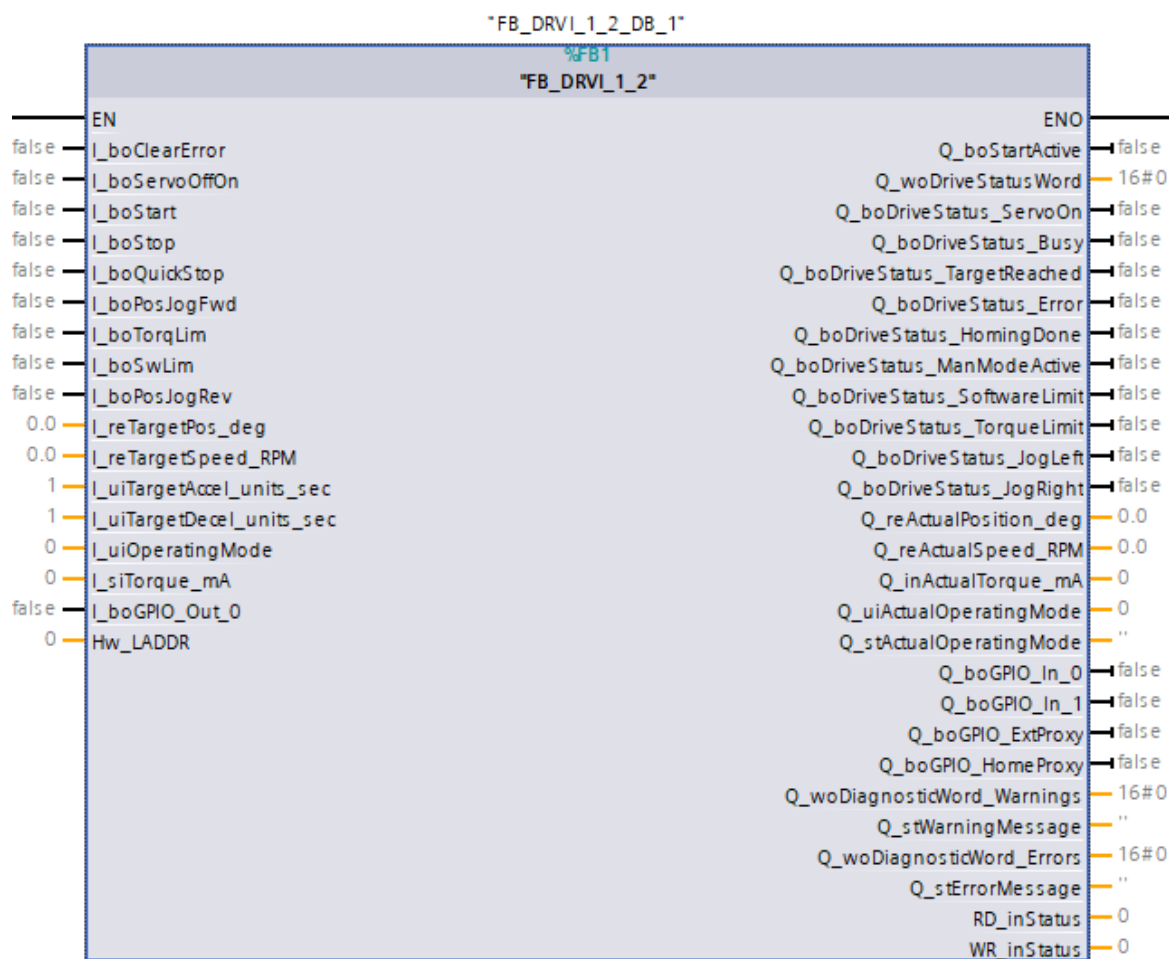 "FB_DRVI_1_2_DB_1"
%FB1
"FB_DRVI_1_2"
EN ENO
false I_boClearError Q_boStartActive false
false I_boServoOffOn Q_woDriveStatusWord 16#0
false I_boStart Q_boDriveStatus_ServoOn false
false I_boStop Q_boDriveStatus_Busy false
false I_boQuickStop Q_boDriveStatus_TargetReached false
false I_boPosJogFwd Q_boDriveStatus_Error false
false I_boTorqLim Q_boDriveStatus_HomingDone false
false I_boSwLim Q_boDriveStatus_ManModeActive false
false I_boPosJogRev Q_boDriveStatus_SoftwareLimit false
0.0 I_reTargetPos_deg Q_boDriveStatus_TorqueLimit false
0.0 I_reTargetSpeed_RPM Q_boDriveStatus_JogLeft false
1 I_uiTargetAccel_units_sec Q_boDriveStatus_JogRight false
1 I_uiTargetDecel_units_sec Q_reActualPosition_deg 0.0
0 I_uiOperatingMode Q_reActualSpeed_RPM 0.0
0 I_siTorque_mA Q_inActualTorque_mA 0
false I_boGPIO_Out_0 Q_uiActualOperatingMode 0
0 Hw_LADDR Q_stActualOperatingMode ''
Q_boGPIO_In_0 false
Q_boGPIO_In_1 false
Q_boGPIO_ExtProxy false
Q_boGPIO_HomeProxy false
Q_woDiagnosticWord_Warnings 16#0
Q_stWarningMessage ''
Q_woDiagnosticWord_Errors 16#0
Q_stErrorMessage ''
RD_inStatus 0
WR_inStatus 0